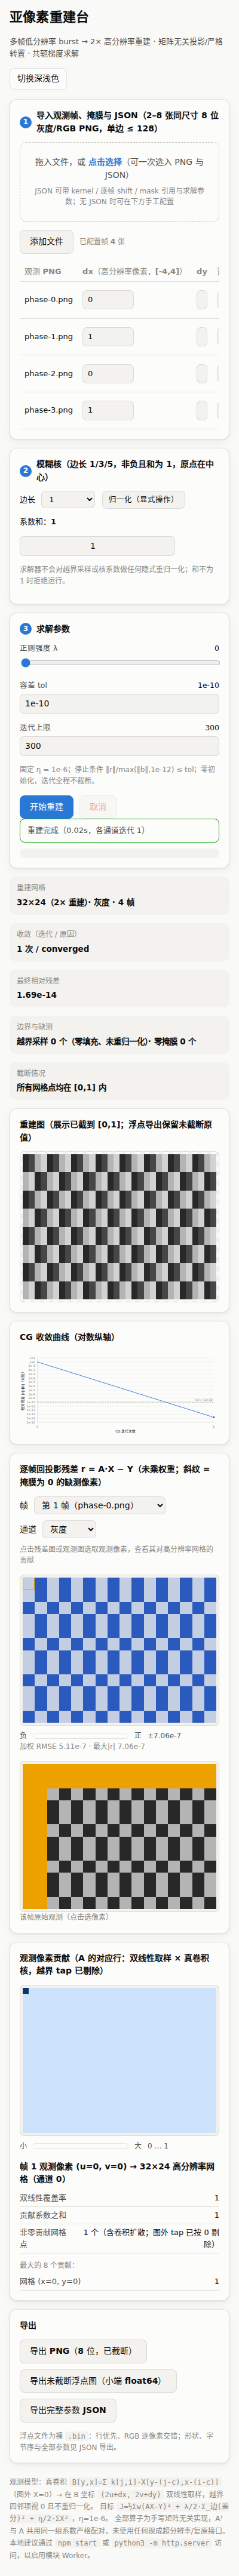 亚像素重建台
多帧低分辨率 burst → 2× 高分辨率重建 · 矩阵无关投影/严格
转置 · 共轭梯度求解
切换深浅色
1 导入观测帧、掩膜与 JSON（2–8 张同尺寸 8 位
灰度/RGB PNG，单边 ≤ 128）
拖入文件，或 点击选择（可一次选入 PNG 与
JSON）
JSON 可带 kernel / 逐帧 shift / mask 引用与求解参
数；无 JSON 时可在下方手工配置
添加文件 已配置帧 4 张
观测 PNG dx（高分辨率像素，[-4,4]） dy
phase-0.png 0
phase-1.png 1
phase-2.png 0
phase-3.png 1
2 模糊核（边长 1/3/5，非负且和为 1，原点在中
心）
边长 1 归一化（显式操作）
系数和：1
1
求解器不会对越界采样或核系数做任何隐式重归一化；和不为
1 时拒绝运行。
3 求解参数
正则强度 λ 0
容差 tol 1e-10
1e-10
迭代上限 300
300
固定 η = 1e-6；停止条件 ‖r‖/max(‖b‖,1e-12) ≤ tol；零初
始化，迭代全程不截断。
开始重建 取消
重建完成（0.02s，各通道迭代 1）
重建网格
32×24（2× 重建）· 灰度 · 4 帧
收敛（迭代 / 原因）
1 次 / converged
最终相对残差
1.69e-14
边界与缺测
越界采样 0 个（零填充、未重归一化）· 零掩膜 0 个
截断情况
所有网格点均在 [0,1] 内
重建图（展示已截到 [0,1]；浮点导出保留未截断原
值）
CG 收敛曲线（对数纵轴）
CG 迭代次数
逐帧回投影残差 r = A·X − Y（未乘权重；斜纹 =
掩膜为 0 的缺测像素）
帧 第 1 帧（phase-0.png）
通道 灰度
点击残差图或观测图选取观测像素，查看其对高分辨率网格的
贡献
负 正 ±7.06e-7
加权 RMSE 5.11e-7 · 最大|r| 7.06e-7
该帧原始观测（点击选像素）
观测像素贡献（A 的对应行：双线性取样 × 真卷积
核，越界 tap 已剔除）
小 大 0 … 1
帧 1 观测像素 (u=0, v=0) → 32×24 高分辨率网
格（通道 0）
双线性覆盖率 1
贡献系数之和 1
非零贡献网格点 1 个（含卷积扩散；图外 tap 已按 0 剔
除）
最大的 8 个贡献：
网格 (x=0, y=0) 1
导出
导出 PNG（8 位，已截断）
导出未截断浮点图（小端 float64）
导出完整参数 JSON
浮点文件为裸 .bin：行优先、RGB 逐像素交错；形状、字
节序与全部参数见 JSON 导出。
观测模型：真卷积 B[y,x]=Σ k[j,i]·X[y-(j-c),x-(i-c)]
（图外 X=0）→ 在 B 坐标 (2u+dx, 2v+dy) 双线性取样，越界